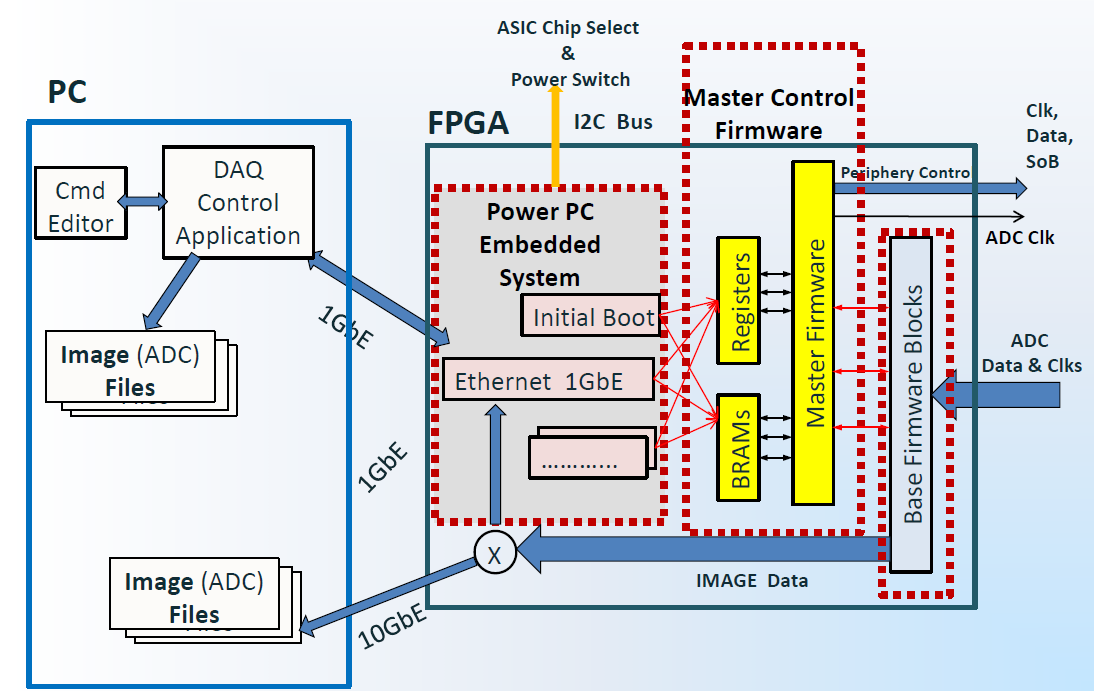 ASIC Chip Select
&
Power Switch
I2C Bus
PC
FPGA
Master Control
Firmware
Clk,
Data,
SoB
Cmd
Editor
DAQ
Control
Application
Power PC
Embedded
System
Periphery Contro
ADC Clk
Initial Boot
Registers
Master Firmware
Base Firmware Blocks
1GbE
Image (ADC)
Files
Files
Ethernet 1GbE
ADC
Data & Clks
BRAMs
…………
1GbE
X
IMAGE Data
Image (ADC)
Files
Files
10GbE